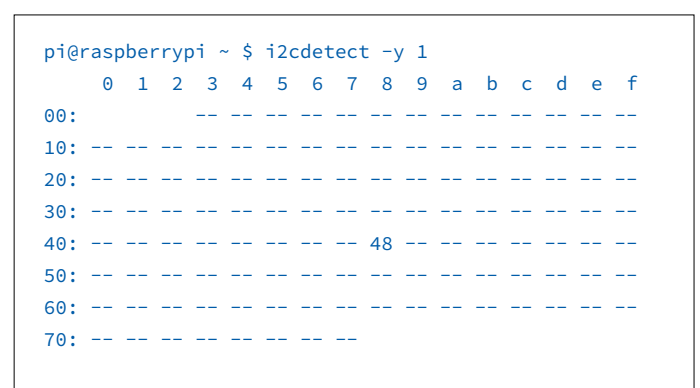 pi@raspberrypi ~ $ i2cdetect -y 1
     0  1  2  3  4  5  6  7  8  9  a  b  c  d  e  f
00:          -- -- -- -- -- -- -- -- -- -- -- -- --
10: -- -- -- -- -- -- -- -- -- -- -- -- -- -- -- --
20: -- -- -- -- -- -- -- -- -- -- -- -- -- -- -- --
30: -- -- -- -- -- -- -- -- -- -- -- -- -- -- -- --
40: -- -- -- -- -- -- -- -- 48 -- -- -- -- -- -- --
50: -- -- -- -- -- -- -- -- -- -- -- -- -- -- -- --
60: -- -- -- -- -- -- -- -- -- -- -- -- -- -- -- --
70: -- -- -- -- -- -- -- --